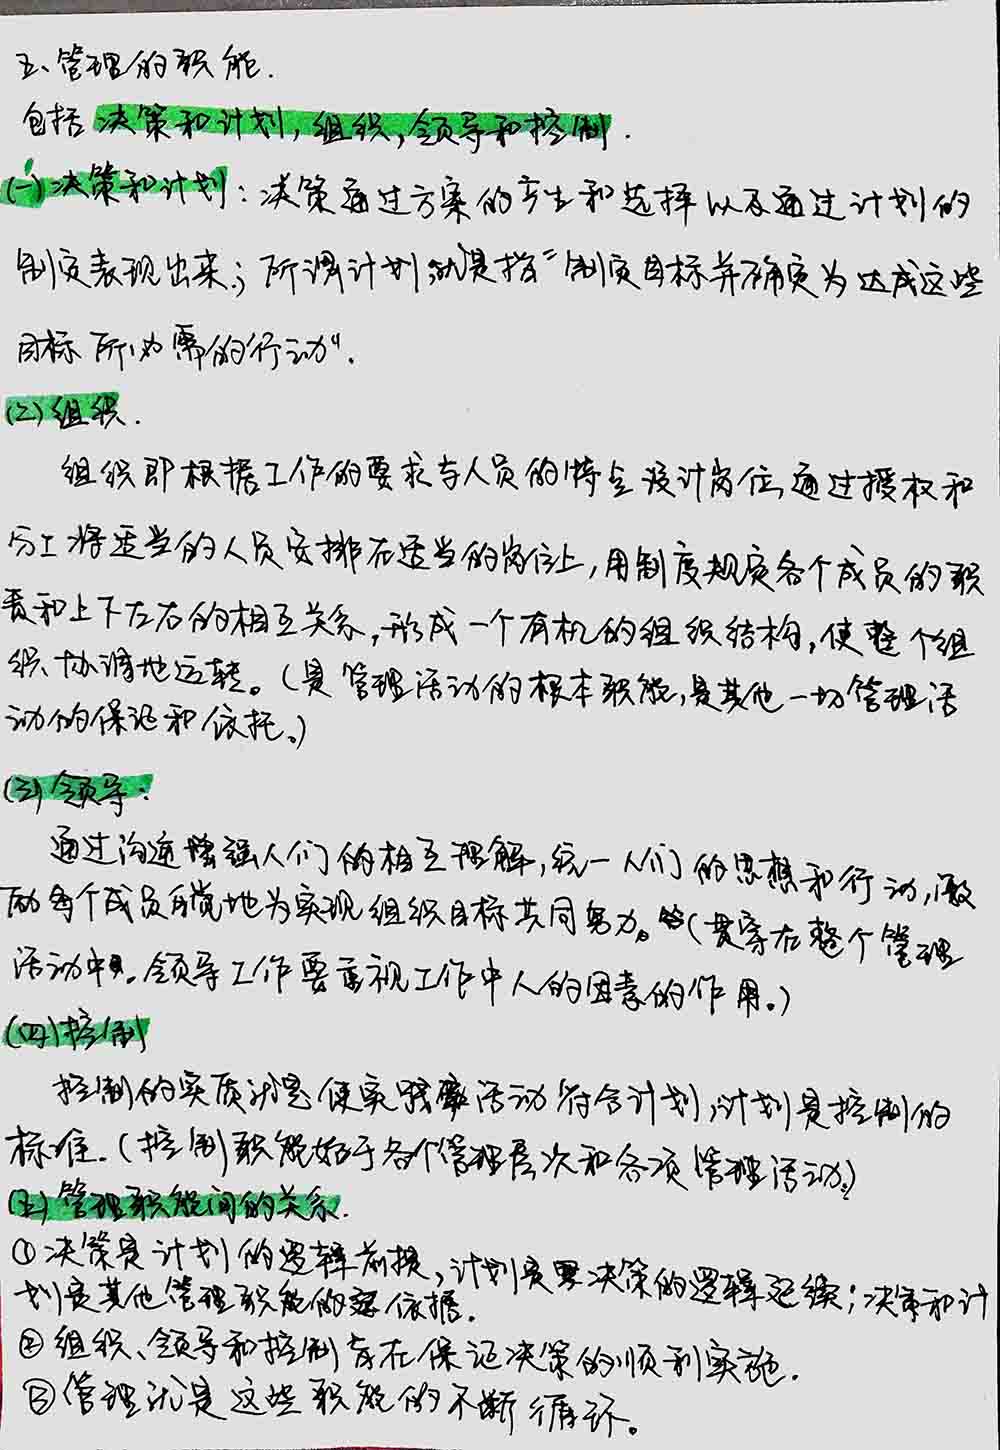 五、管理的职能.
包括决策和计划,组织,领导和控制.
(一)决策和计划:决策通过方案的产生和选择以及通过计划的
制定表现出来;所谓计划,就是指"制定目标并确定为达成这些
目标所必需的行动".
(二)组织.
组织即根据工作的要求与人员的特点设计岗位,通过授权和
分工将适当的人员安排在适当的岗位上,用制度规定各个成员的职
责和上下左右的相互关系,形成一个有机的组织结构,使整个组
织协调地运转。(是管理活动的根本职能,是其他一切管理活
动的保证和依托。)
(三)领导:
通过沟通增强人们的相互理解,统一人们的思想和行动,激
励每个成员自觉地为实现组织目标共同努力。(贯穿在整个管理
活动中。领导工作要重视工作中人的因素的作用。)
(四)控制
控制的实质就是使实践活动符合计划,计划是控制的
标准.(控制职能始于各个管理层次和各项管理活动。)
(五)管理职能间的关系.
①决策是计划的逻辑前提,计划是决策的逻辑延续;决策和计
划是其他管理职能的依据.
②组织、领导和控制旨在保证决策的顺利实施.
③管理就是这些职能的不断循环。